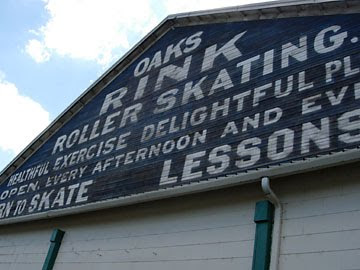 OAKS
RINK
ROLLER SKATING.
HEALTHFUL EXERCISE DELIGHTFUL
OPEN, EVERY AFTERNOON AND
TO SKATE LESSONS